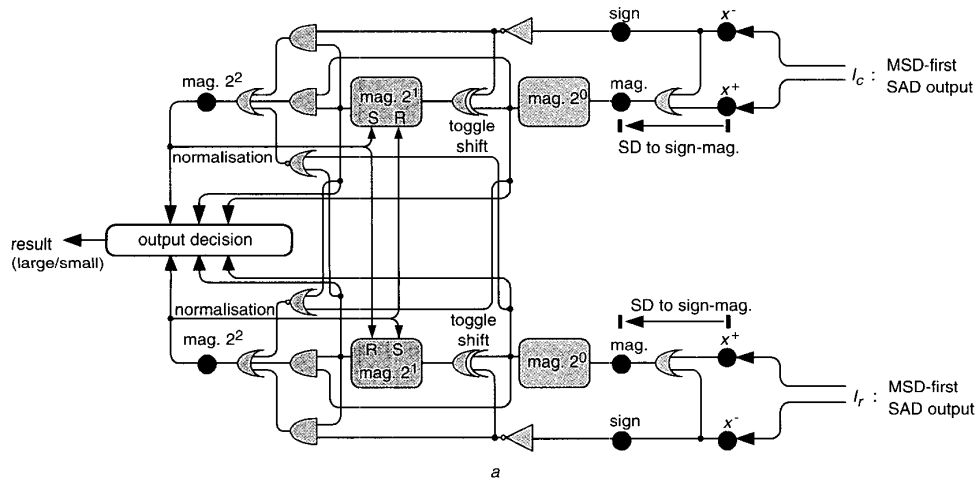 sign
x⁻
I_c : MSD-first
SAD output
mag. 2²
mag. 2¹
S R
mag. 2⁰
mag.
x⁺
toggle
shift
SD to sign-mag.
normalisation
result
(large/small)
output decision
normalisation
mag. 2²
toggle
shift
SD to sign-mag.
R S
mag. 2¹
mag. 2⁰
mag.
x⁺
I_r : MSD-first
SAD output
sign
x⁻
a